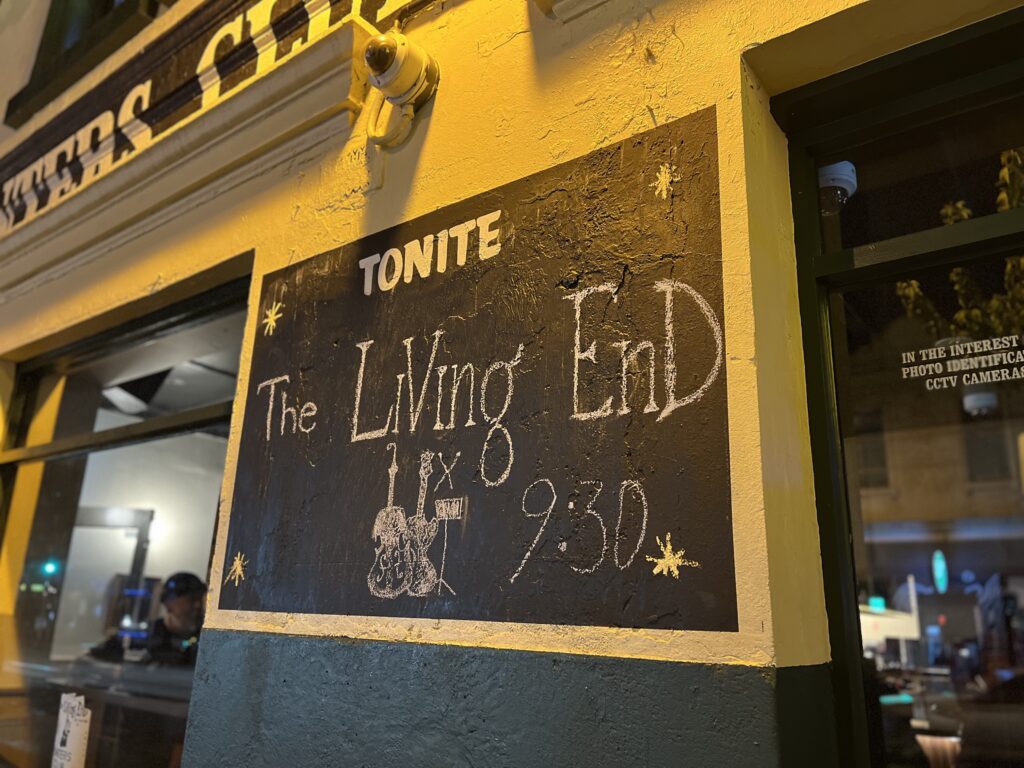 TONITE
The LiVing EnD
9:30
IN THE INTEREST
PHOTO IDENTIFICA
CCTV CAMERAS